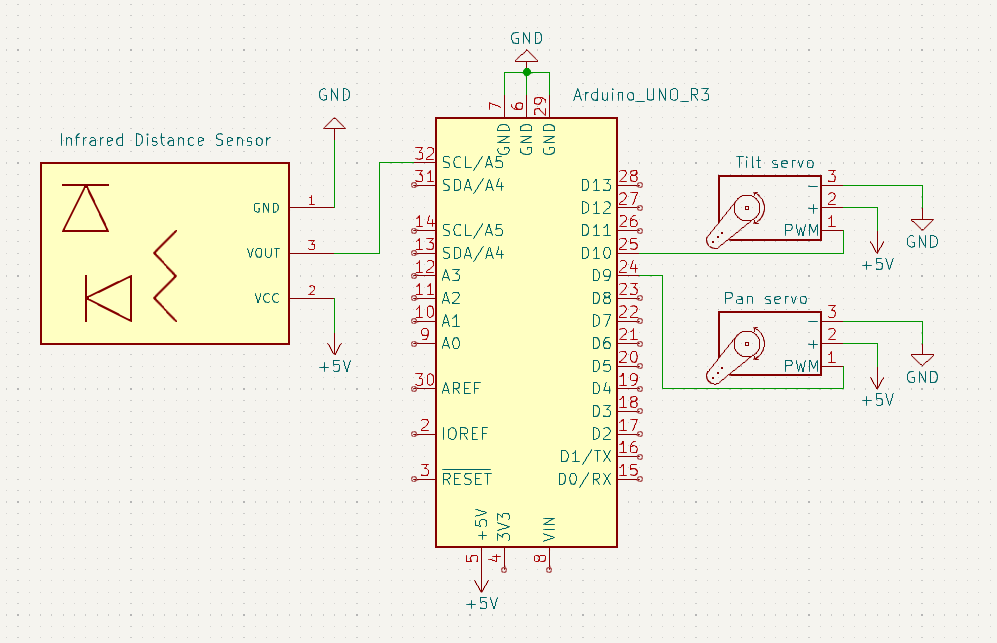 GND
Arduino_UNO_R3
GND
Infrared Distance Sensor
7
6
29
GND
GND
GND
GND
1
VOUT
3
VCC
2
GND
+5V
32
SCL/A5
31
SDA/A4
14
SCL/A5
13
SDA/A4
12
A3
11
A2
10
A1
9
A0
30
AREF
2
IOREF
3
RESET
D13
28
D12
27
D11
26
D10
25
D9
24
D8
23
D7
22
D6
21
D5
20
D4
19
D3
18
D2
17
D1/TX
16
D0/RX
15
+5V
3V3
VIN
5
4
8
+5V
Tilt servo
-
3
+
2
PWM
1
GND
+5V
Pan servo
-
3
+
2
PWM
1
GND
+5V